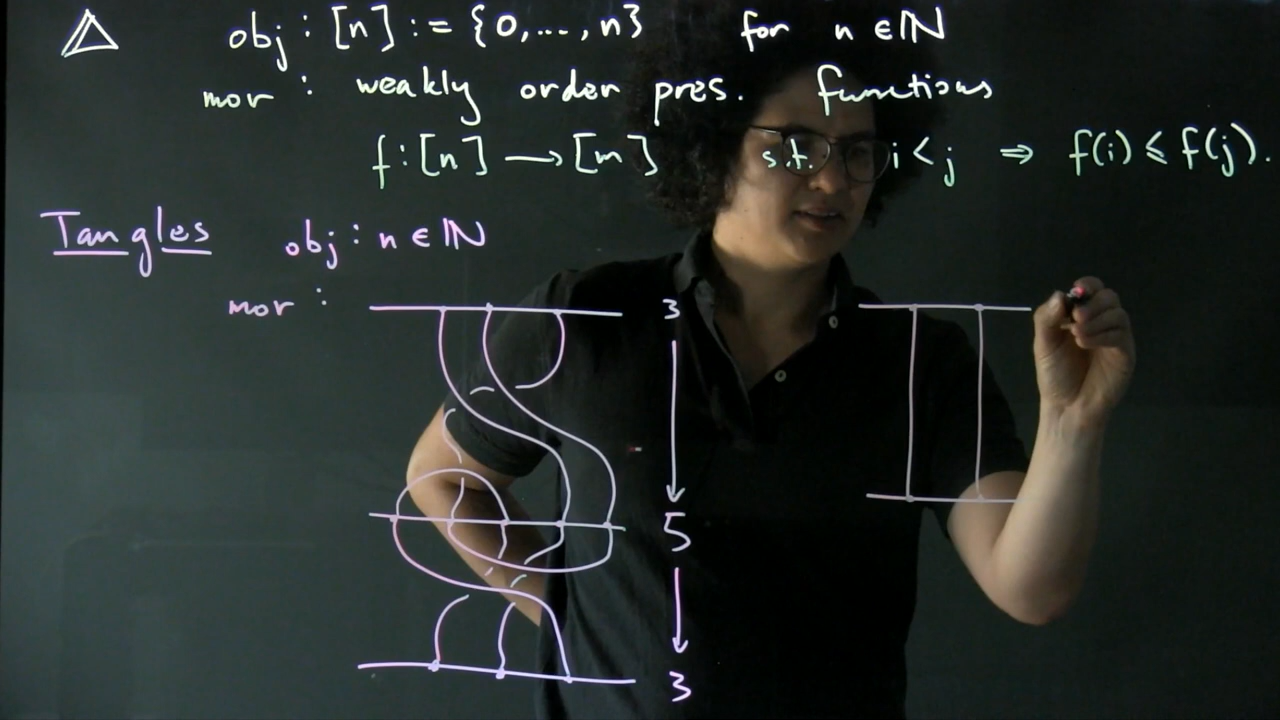 Δ obj : [n] := {0,...,n} for n ∈ ℕ
mor : weakly order pres. functions
f : [n] ⟶ [m] s.t. i < j ⇒ f(i) ≤ f(j).
Tangles obj : n ∈ ℕ
mor :
3
5
3